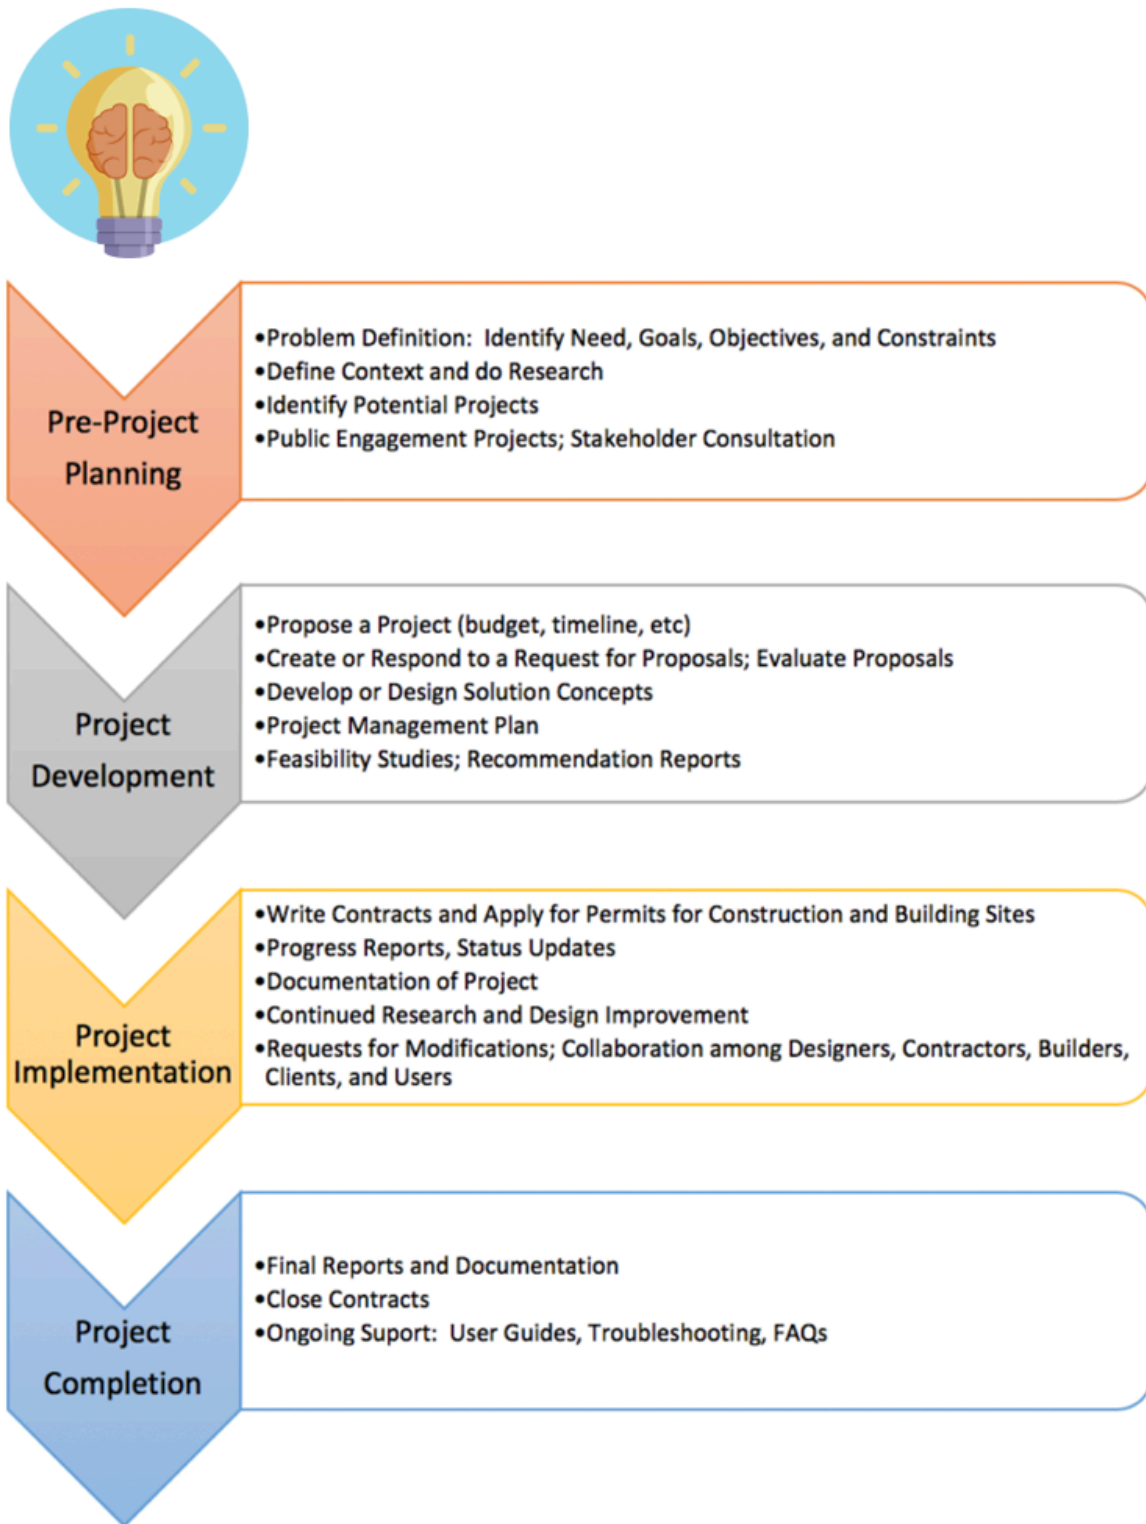 Pre-Project
Planning
•Problem Definition:  Identify Need, Goals, Objectives, and Constraints
•Define Context and do Research
•Identify Potential Projects
•Public Engagement Projects; Stakeholder Consultation
Project
Development
•Propose a Project (budget, timeline, etc)
•Create or Respond to a Request for Proposals; Evaluate Proposals
•Develop or Design Solution Concepts
•Project Management Plan
•Feasibility Studies; Recommendation Reports
Project
Implementation
•Write Contracts and Apply for Permits for Construction and Building Sites
•Progress Reports, Status Updates
•Documentation of Project
•Continued Research and Design Improvement
•Requests for Modifications; Collaboration among Designers, Contractors, Builders,
Clients, and Users
Project
Completion
•Final Reports and Documentation
•Close Contracts
•Ongoing Suport:  User Guides, Troubleshooting, FAQs